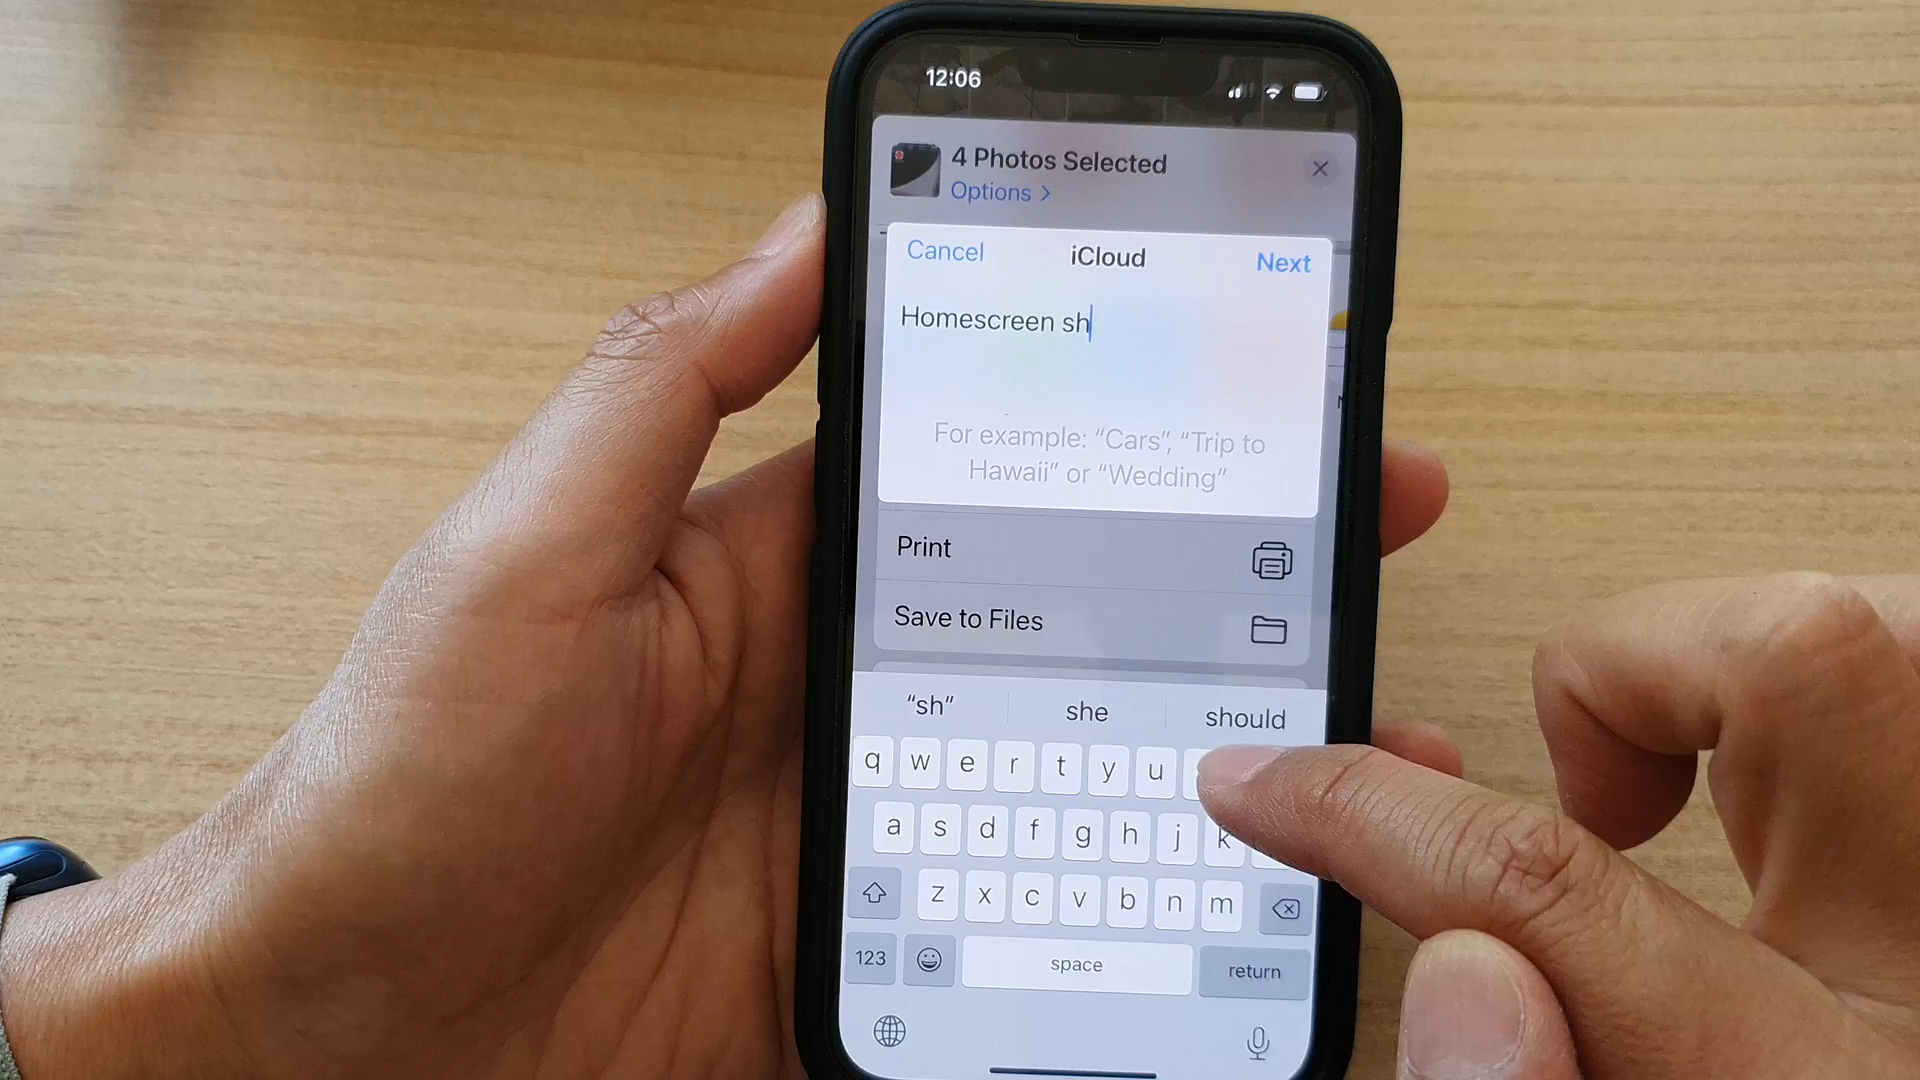 12:06
4 Photos Selected
Options >
Cancel iCloud Next
Homescreen sh
For example: “Cars”, “Trip to
Hawaii” or “Wedding”
Print
Save to Files
“sh” she should
q w e r t y u
a s d f g h j k
z x c v b n m
123 space return